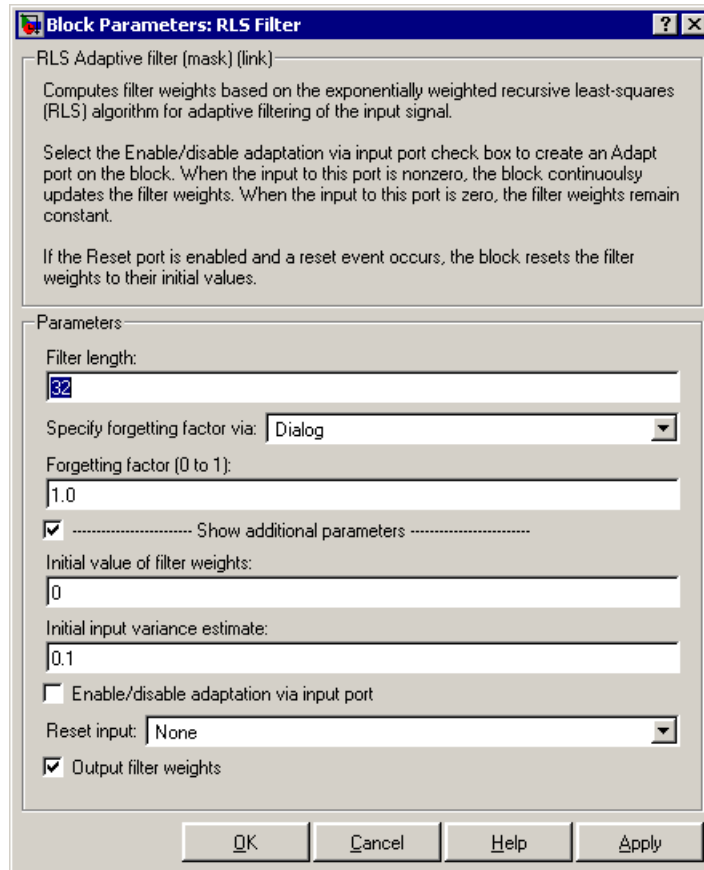 Block Parameters: RLS Filter
RLS Adaptive filter (mask) (link)
Computes filter weights based on the exponentially weighted recursive least-squares
(RLS) algorithm for adaptive filtering of the input signal.
Select the Enable/disable adaptation via input port check box to create an Adapt
port on the block. When the input to this port is nonzero, the block continuoulsy
updates the filter weights. When the input to this port is zero, the filter weights remain
constant.
If the Reset port is enabled and a reset event occurs, the block resets the filter
weights to their initial values.
Parameters
Filter length:
32
Specify forgetting factor via: Dialog
Forgetting factor (0 to 1):
1.0
------------------------ Show additional parameters ------------------------
Initial value of filter weights:
0
Initial input variance estimate:
0.1
Enable/disable adaptation via input port
Reset input: None
Output filter weights
OK Cancel Help Apply